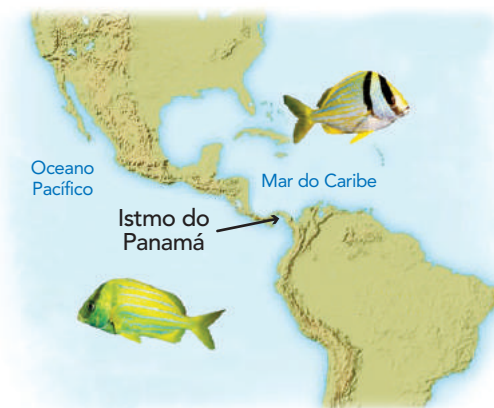 Oceano
Pacífico
Mar do Caribe
Istmo do
Panamá